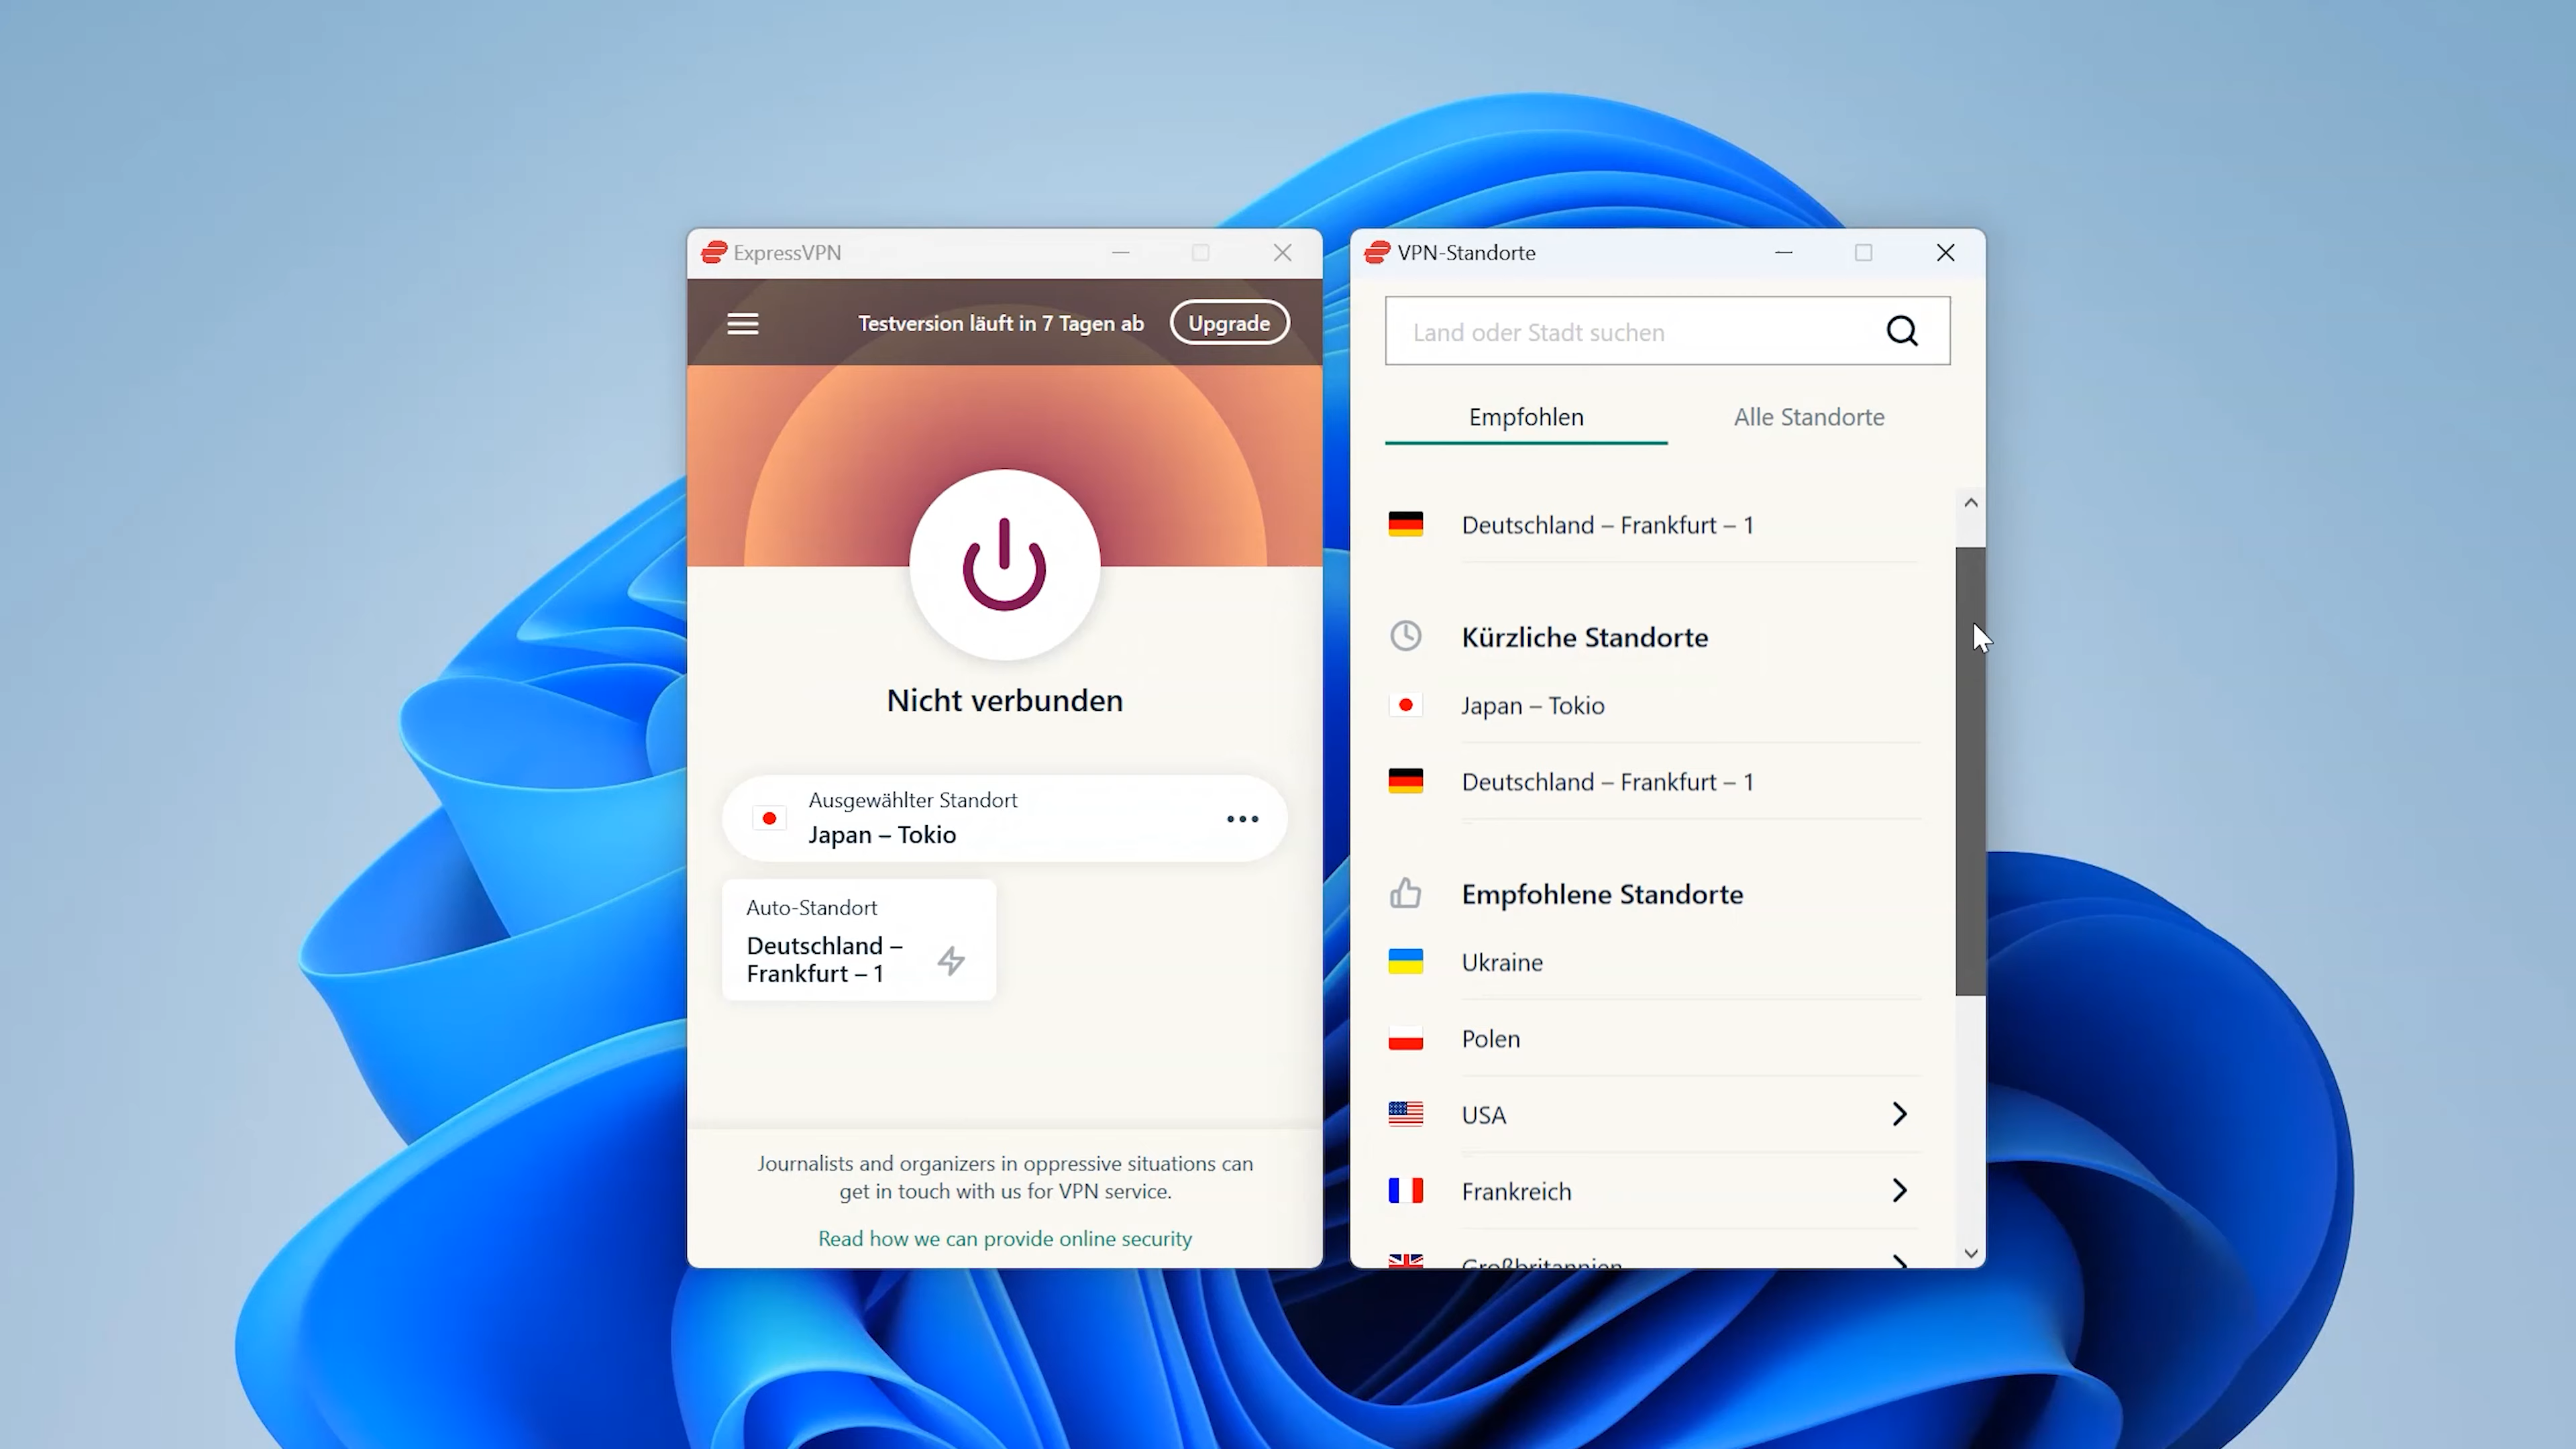 ExpressVPN
Testversion läuft in 7 Tagen ab
Upgrade
Nicht verbunden
Ausgewählter Standort
Japan – Tokio
Auto-Standort
Deutschland –
Frankfurt – 1
Journalists and organizers in oppressive situations can
get in touch with us for VPN service.
Read how we can provide online security
VPN-Standorte
Land oder Stadt suchen
Empfohlen
Alle Standorte
Deutschland – Frankfurt – 1
Kürzliche Standorte
Japan – Tokio
Deutschland – Frankfurt – 1
Empfohlene Standorte
Ukraine
Polen
USA
Frankreich
Großbritannien